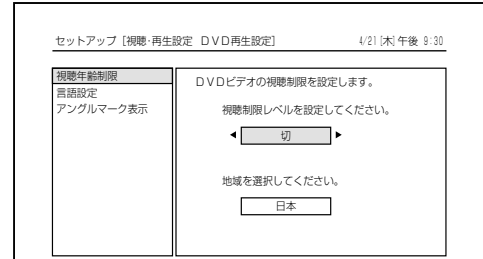 セットアップ [視聴・再生設定　ＤＶＤ再生設定]　4/21[木]午後 9:30
視聴年齢制限
言語設定
アングルマーク表示
ＤＶＤビデオの視聴制限を設定します。
視聴制限レベルを設定してください。
◀ 切 ▶
地域を選択してください。
日本